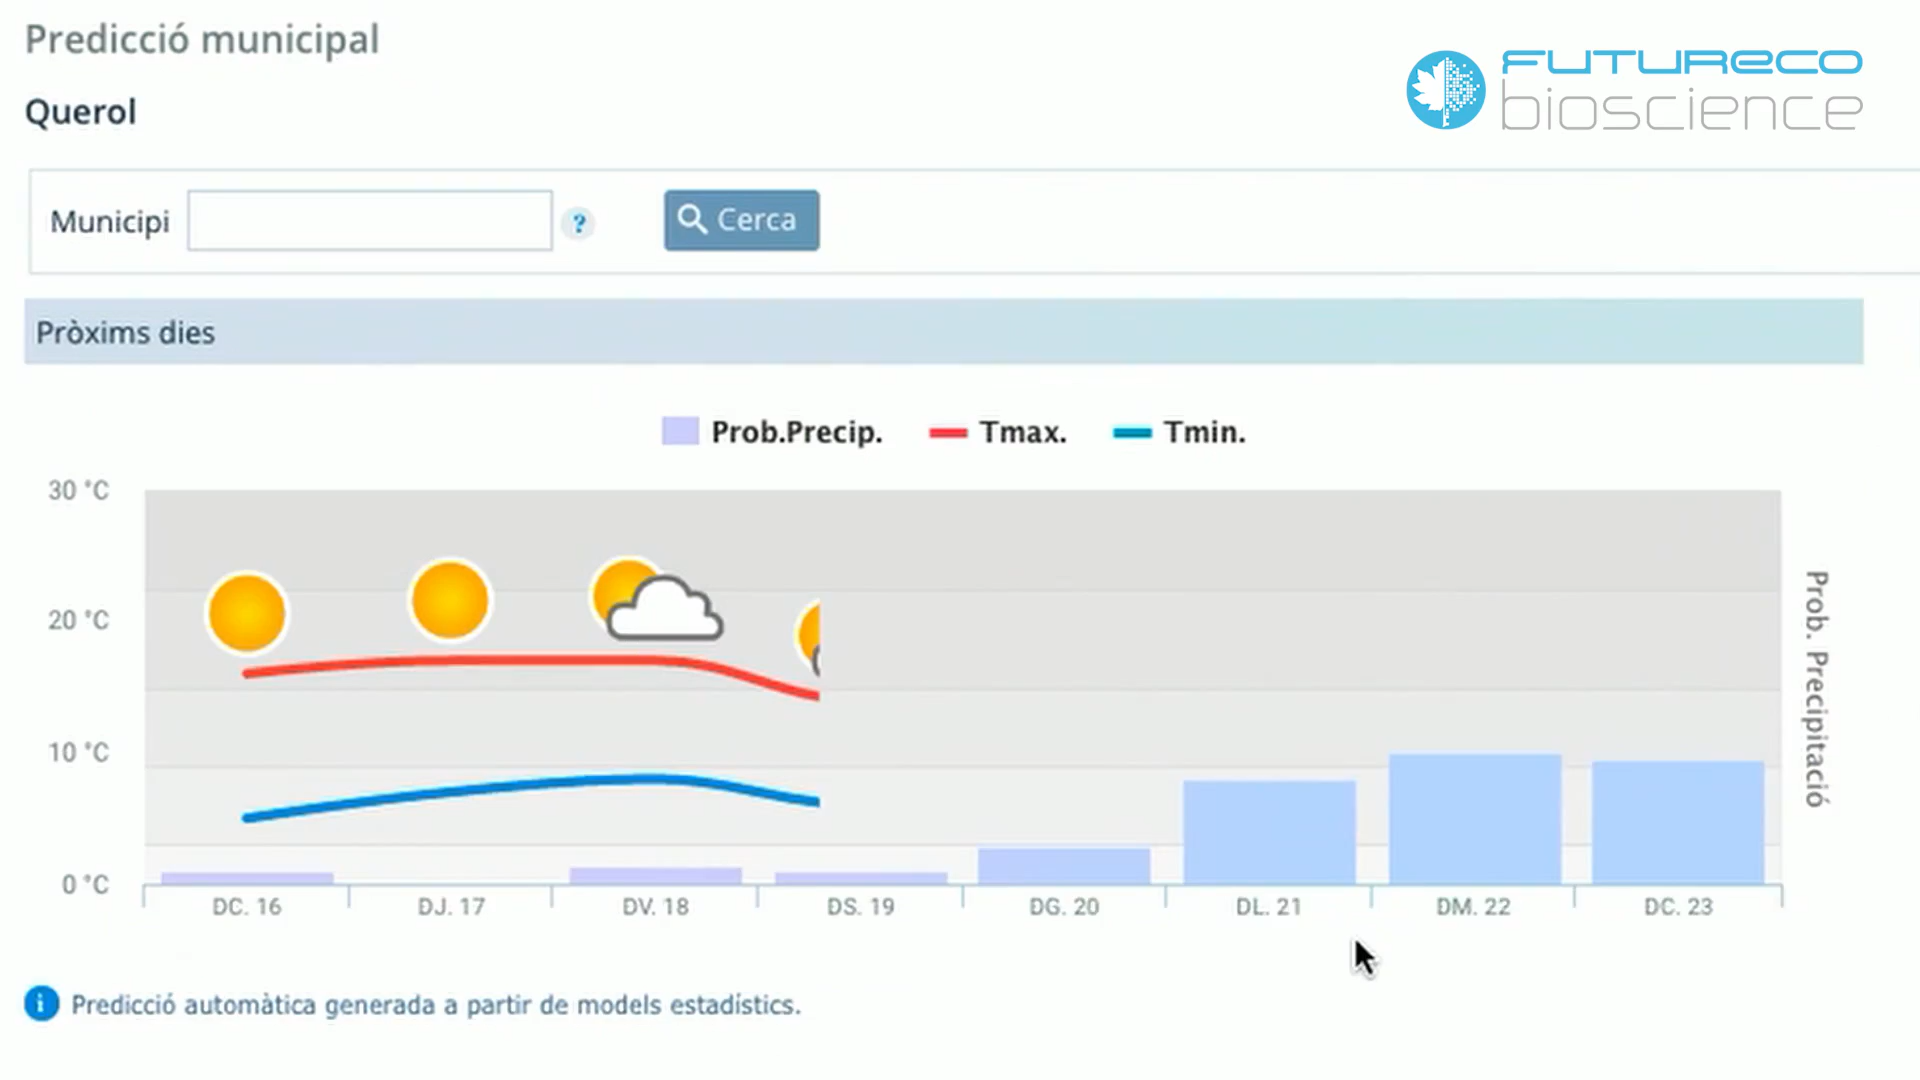 Predicció municipal
FUTURECO
bioscience
Querol
Municipi ? Cerca
Pròxims dies
Prob.Precip. Tmax. Tmin.
30 °C
20 °C
10 °C
0 °C
Prob. Precipitació
DC. 16 DJ. 17 DV. 18 DS. 19 DG. 20 DL. 21 DM. 22 DC. 23
i Predicció automàtica generada a partir de models estadístics.